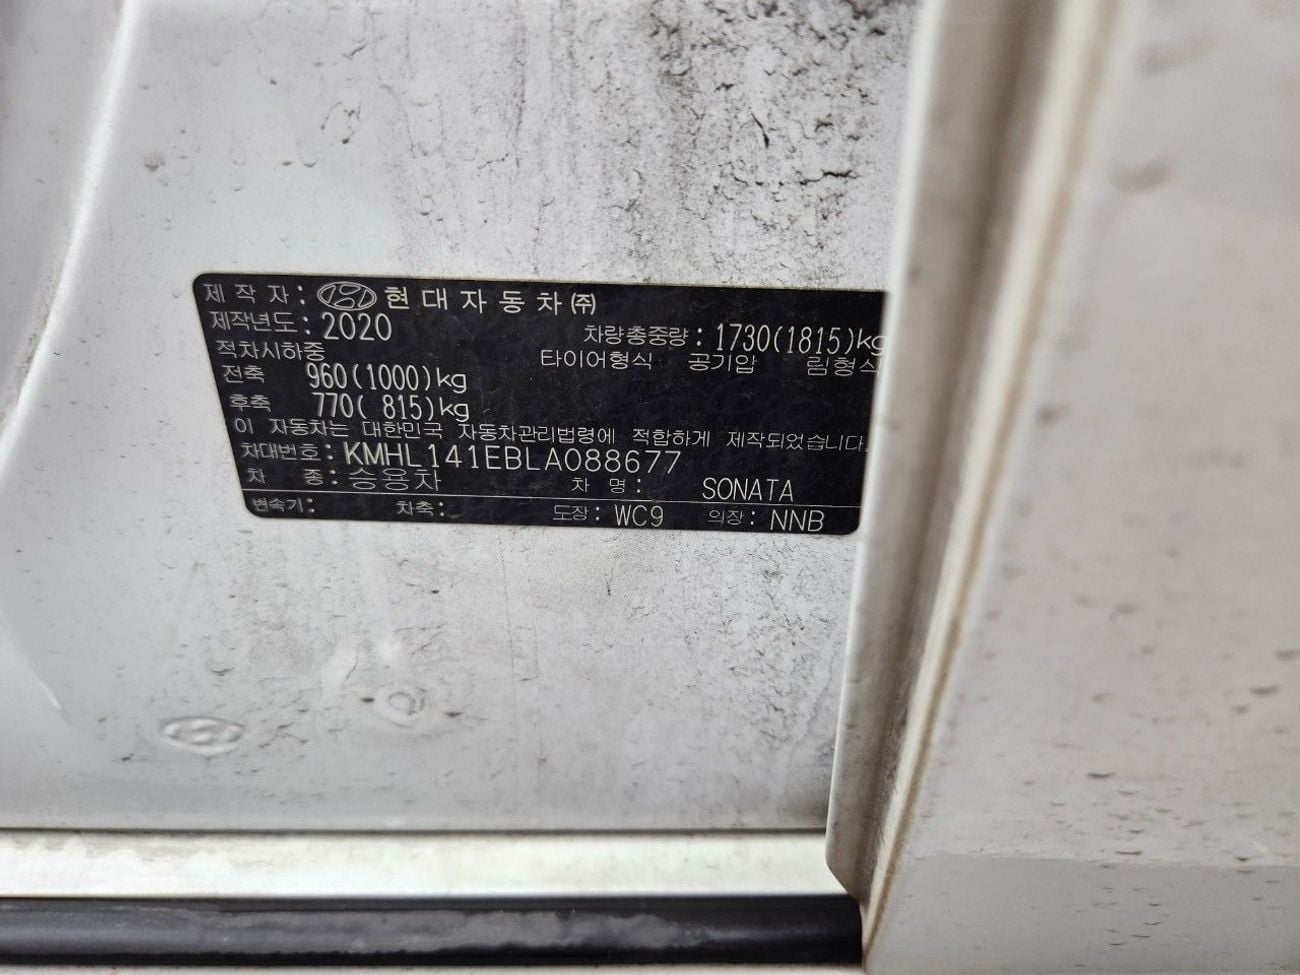 제 작 자 : 현대자동차㈜
제작년도 : 2020 차량총중량 : 1730(1815)kg
적차시하중 타이어형식 공기압 림형식
전축 960(1000)kg
후축 770( 815)kg
이 자동차는 대한민국 자동차관리법령에 적합하게 제작되었습니다.
차대번호 : KMHL141EBLA088677
차 종 : 승용차 차 명 : SONATA
변속기 : 차축 : 도장 : WC9 의장 : NNB